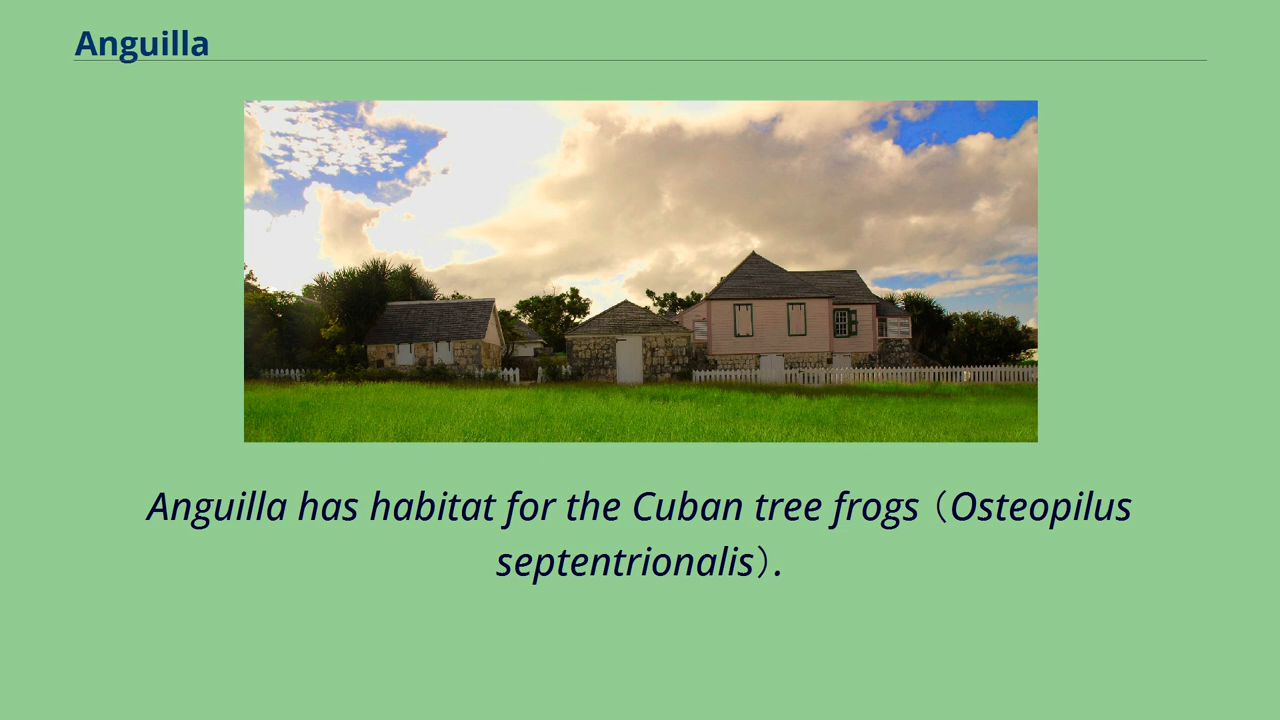 Anguilla
Anguilla has habitat for the Cuban tree frogs（Osteopilus
septentrionalis）.